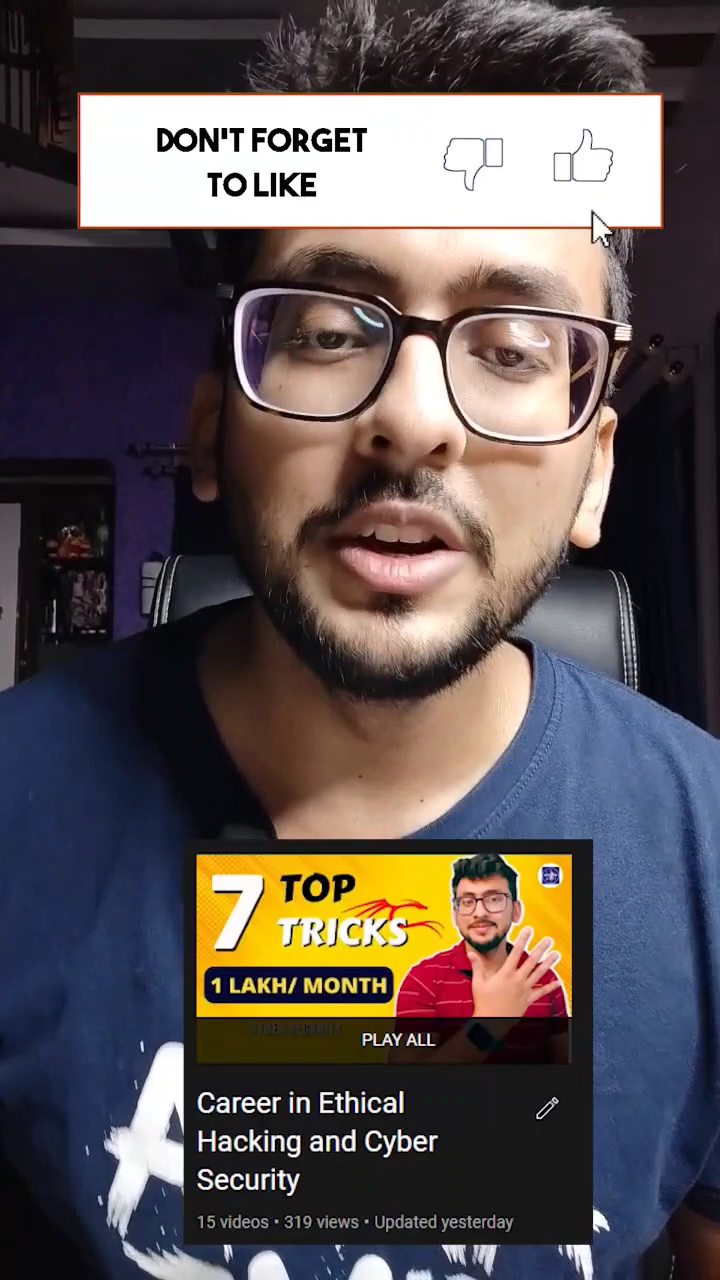 DON'T FORGET
TO LIKE
7 TOP
TRICKS
1 LAKH/ MONTH
PLAY ALL
Career in Ethical
Hacking and Cyber
Security
15 videos • 319 views • Updated yesterday